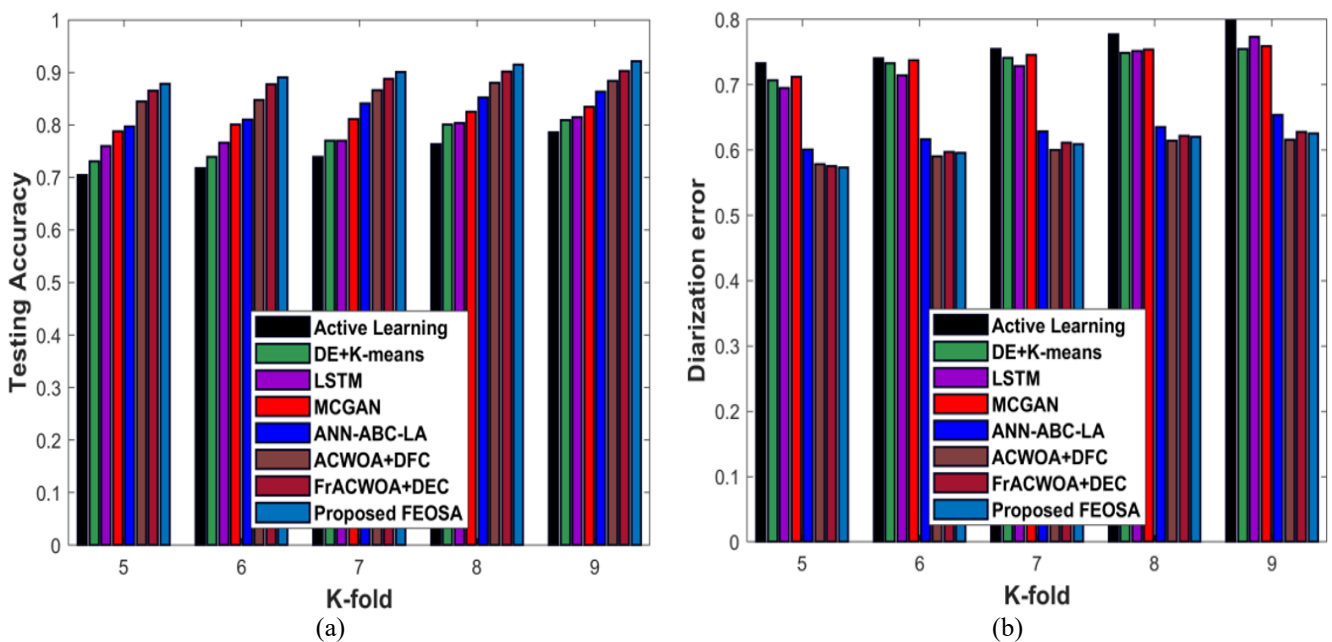 1
0.9
0.8
0.7
0.6
0.5
0.4
0.3
0.2
0.1
0
Testing Accuracy
Active Learning
DE+K-means
LSTM
MCGAN
ANN-ABC-LA
ACWOA+DFC
FrACWOA+DEC
Proposed FEOSA
5 6 7 8 9
K-fold
(a)
0.8
0.7
0.6
0.5
0.4
0.3
0.2
0.1
0
Diarization error
Active Learning
DE+K-means
LSTM
MCGAN
ANN-ABC-LA
ACWOA+DFC
FrACWOA+DEC
Proposed FEOSA
5 6 7 8 9
K-fold
(b)